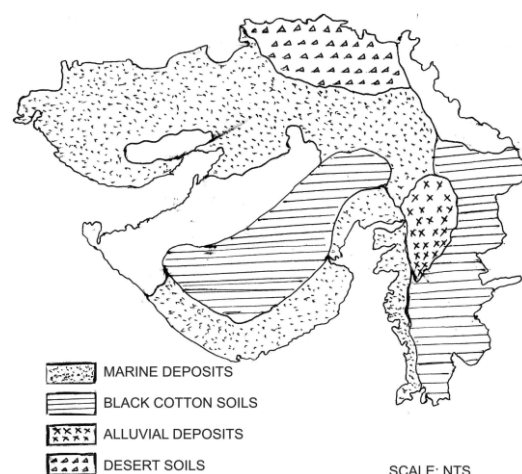 MARINE DEPOSITS
BLACK COTTON SOILS
ALLUVIAL DEPOSITS
DESERT SOILS
SCALE: NTS